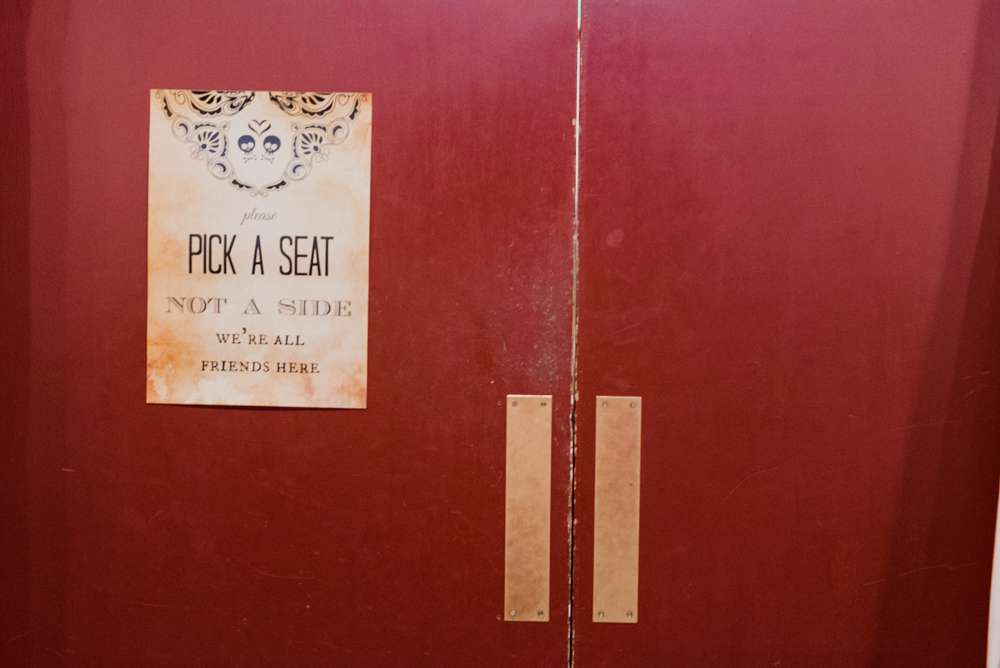 please
PICK A SEAT
NOT A SIDE
WE'RE ALL
FRIENDS HERE